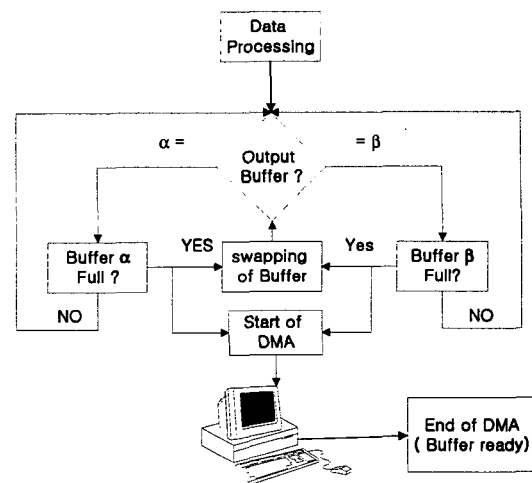 Data
Processing
α =
Output
Buffer ?
= β
Buffer α
Full ?
YES
swapping
of Buffer
Yes
Buffer β
Full?
NO
NO
Start of
DMA
End of DMA
( Buffer ready)